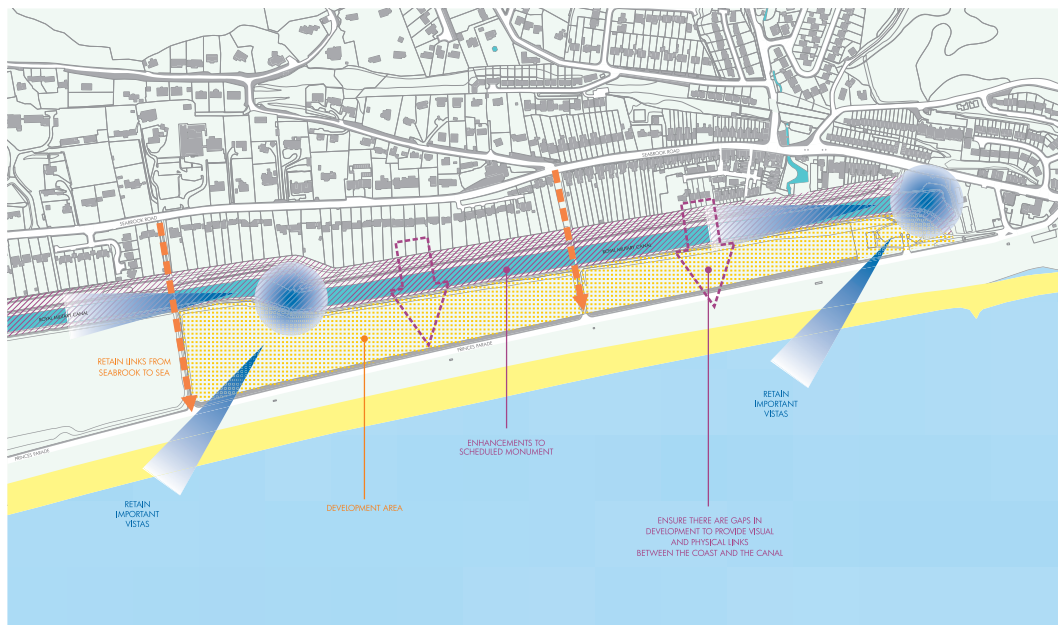 SEABROOK ROAD
SEABROOK ROAD
ROYAL MILITARY CANAL
ROYAL MILITARY CANAL
RETAIN LINKS FROM
SEABROOK TO SEA
PRINCES PARADE
PRINCES PARADE
RETAIN
IMPORTANT
VISTAS
ENHANCEMENTS TO
SCHEDULED MONUMENT
RETAIN
IMPORTANT
VISTAS
DEVELOPMENT AREA
ENSURE THERE ARE GAPS IN
DEVELOPMENT TO PROVIDE VISUAL
AND PHYSICAL LINKS
BETWEEN THE COAST AND THE CANAL